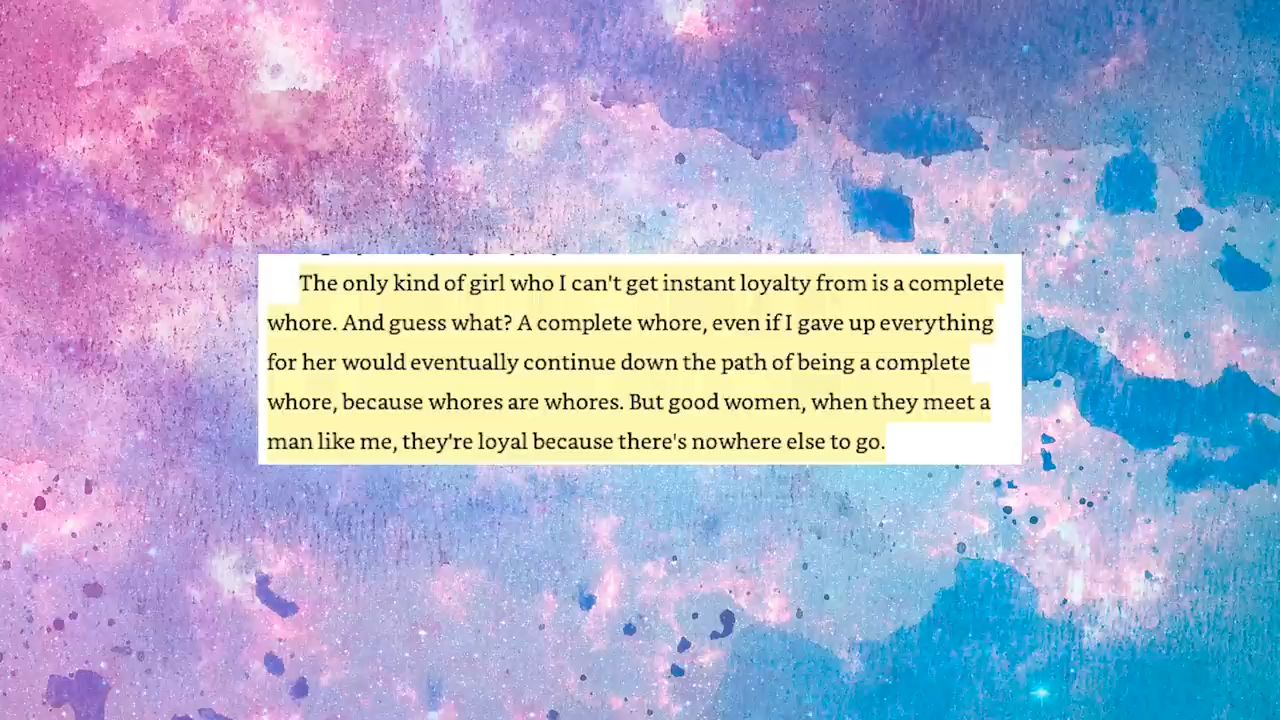 The only kind of girl who I can't get instant loyalty from is a complete
whore. And guess what? A complete whore, even if I gave up everything
for her would eventually continue down the path of being a complete
whore, because whores are whores. But good women, when they meet a
man like me, they're loyal because there's nowhere else to go.